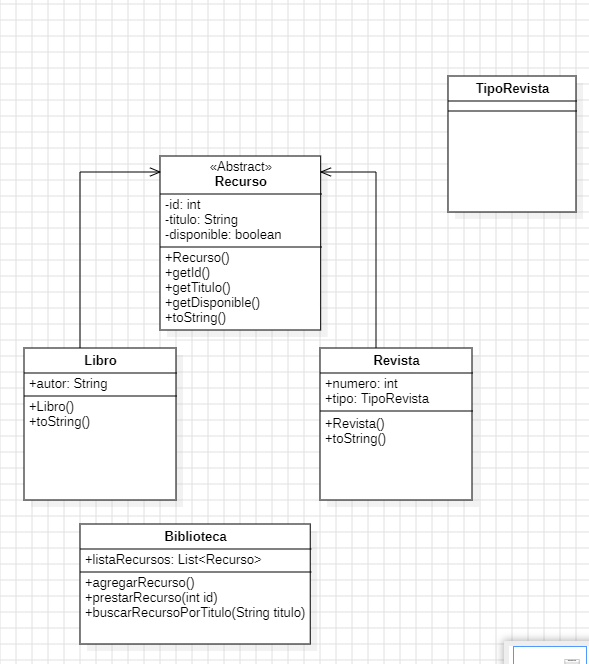 TipoRevista
«Abstract»
Recurso
-id: int
-titulo: String
-disponible: boolean
+Recurso()
+getId()
+getTitulo()
+getDisponible()
+toString()
Libro
+autor: String
+Libro()
+toString()
Revista
+numero: int
+tipo: TipoRevista
+Revista()
+toString()
Biblioteca
+listaRecursos: List<Recurso>
+agregarRecurso()
+prestarRecurso(int id)
+buscarRecursoPorTitulo(String titulo)